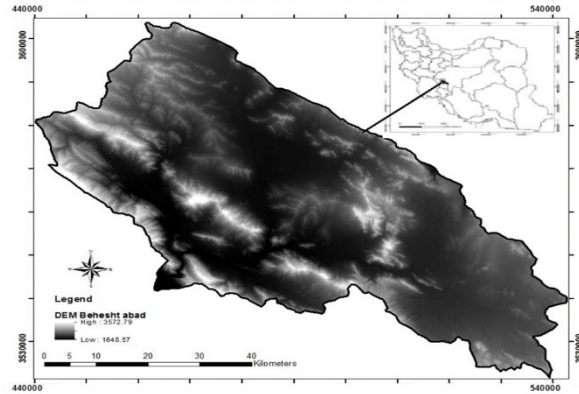 440000 540000
3600000
Legend
DEM Behesht abad
High : 3572.79
Low : 1648.57
0 5 10 20 30 40
Kilometers
3530000
440000 540000